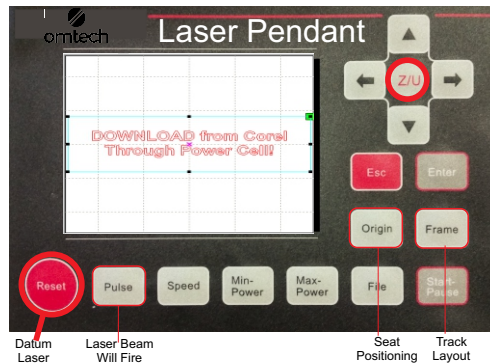 omtech
Laser Pendant
Z/U
DOWNLOAD from Corel
Through Power Cell!
Esc
Enter
Origin
Frame
Reset
Pulse
Speed
Min-
Power
Max-
Power
File
Start-
Pause
Datum
Laser
Laser Beam
Will Fire
Seat
Positioning
Track
Layout